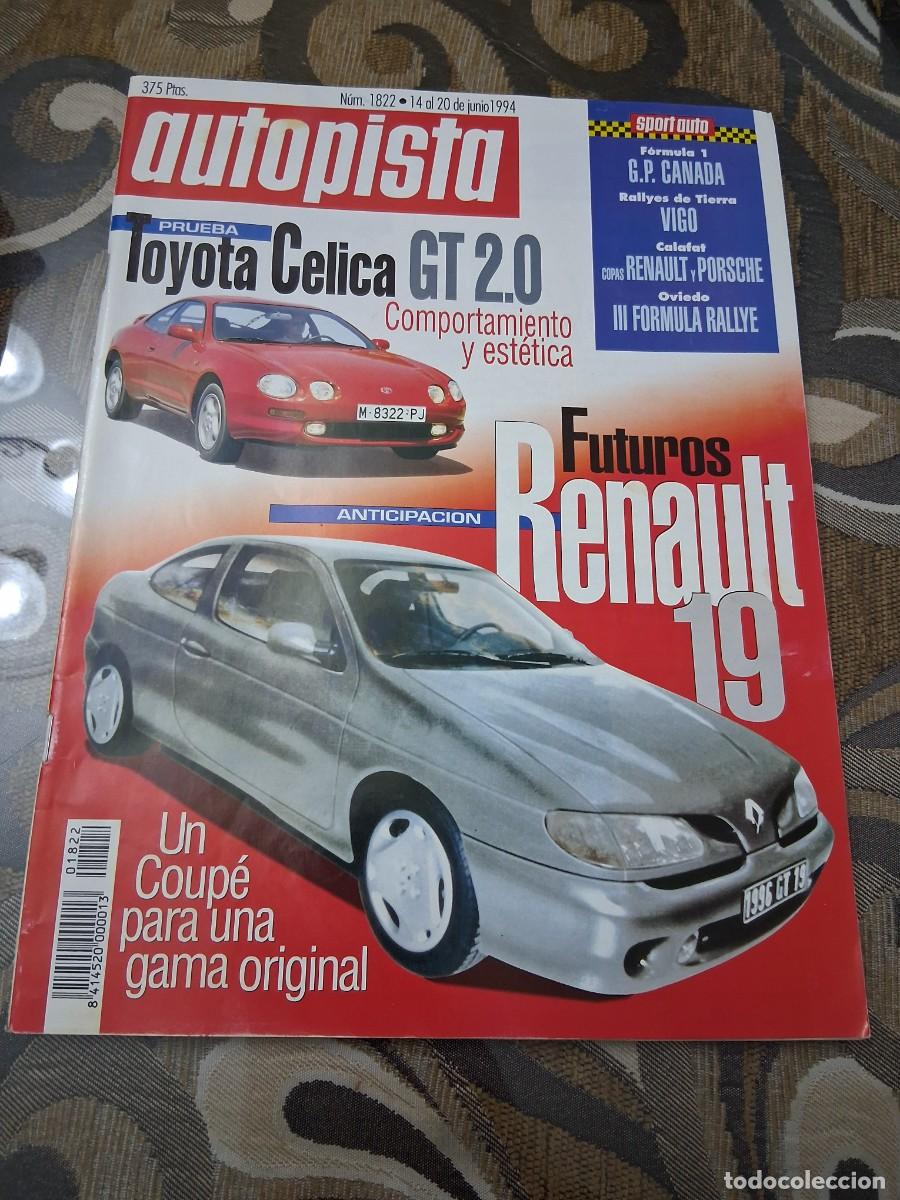 375 Ptas.
Núm. 1822 • 14 al 20 de junio 1994
autopista
sportauto
Fórmula 1
G.P. CANADA
Rallyes de Tierra
VIGO
Calafat
COPAS RENAULT Y PORSCHE
Oviedo
III FORMULA RALLYE
PRUEBA
Toyota Celica GT 2.0
Comportamiento
y estética
M-8322-PJ
Futuros
Renault
19
ANTICIPACION
1996 GT 19
Un
Coupé
para una
gama original
01822
8 414520 000013
todocoleccion